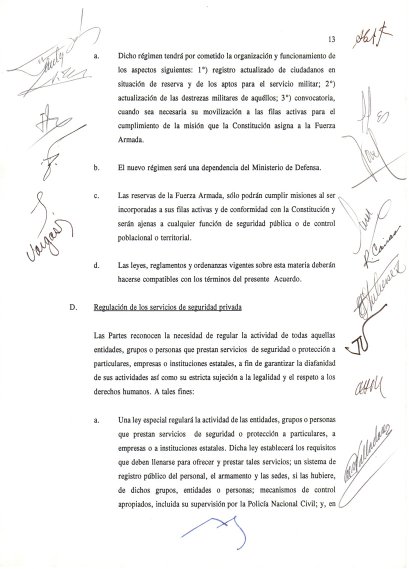 13
a. Dicho régimen tendrá por cometido la organización y funcionamiento de
los aspectos siguientes: 1°) registro actualizado de ciudadanos en
situación de reserva y de los aptos para el servicio militar; 2°)
actualización de las destrezas militares de aquéllos; 3°) convocatoria,
cuando sea necesaria su movilización a las filas activas para el
cumplimiento de la misión que la Constitución asigna a la Fuerza
Armada.
b. El nuevo régimen será una dependencia del Ministerio de Defensa.
c. Las reservas de la Fuerza Armada, sólo podrán cumplir misiones al ser
incorporadas a sus filas activas y de conformidad con la Constitución y
serán ajenas a cualquier función de seguridad pública o de control
poblacional o territorial.
d. Las leyes, reglamentos y ordenanzas vigentes sobre esta materia deberán
hacerse compatibles con los términos del presente Acuerdo.
D. Regulación de los servicios de seguridad privada
Las Partes reconocen la necesidad de regular la actividad de todas aquellas
entidades, grupos o personas que prestan servicios de seguridad o protección a
particulares, empresas o instituciones estatales, a fin de garantizar la diafanidad
de sus actividades así como su estricta sujeción a la legalidad y el respeto a los
derechos humanos. A tales fines:
a. Una ley especial regulará la actividad de las entidades, grupos o personas
que prestan servicios de seguridad o protección a particulares, a
empresas o a instituciones estatales. Dicha ley establecerá los requisitos
que deben llenarse para ofrecer y prestar tales servicios; un sistema de
registro público del personal, el armamento y las sedes, si las hubiere,
de dichos grupos, entidades o personas; mecanismos de control
apropiados, incluida su supervisión por la Policía Nacional Civil; y, en